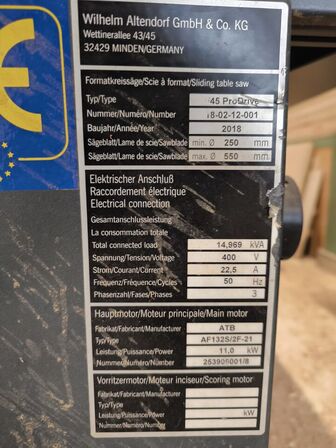 Wilhelm Altendorf GmbH & Co. KG
Wettinerallee 43/45
32429 MINDEN/GERMANY
Formatkreissäge/Scie à format/Sliding table saw
Typ/Type 45 ProDrive
Nummer/Numéro/Number 18-02-12-001
Baujahr/Année/Year 2018
Sägeblatt/Lame de scie/Sawblade min. Ø 250 mm
Sägeblatt/Lame de scie/Sawblade max. Ø 550 mm
Elektrischer Anschluß
Raccordement électrique
Electrical connection
Gesamtanschlussleistung
La consommation totale
Total connected load 14,969 kVA
Spannung/Tension/Voltage 400 V
Strom/Courant/Current 22,5 A
Frequenz/Fréquence/Cycles 50 Hz
Phasenzahl/Fases/Phases 3
Hauptmotor/Moteur principale/Main motor
Fabrikat/Fabricant/Manufacturer ATB
Typ/Type AF132S/2F-21
Leistung/Puissance/Power 11,0 kW
Nummer/Numéro/Number 253906001/8
Vorritzermotor/Moteur inciseur/Scoring motor
Fabrikat/Fabricant/Manufacturer
Typ/Type
Leistung/Puissance/Power kW
Nummer/Numéro/Number